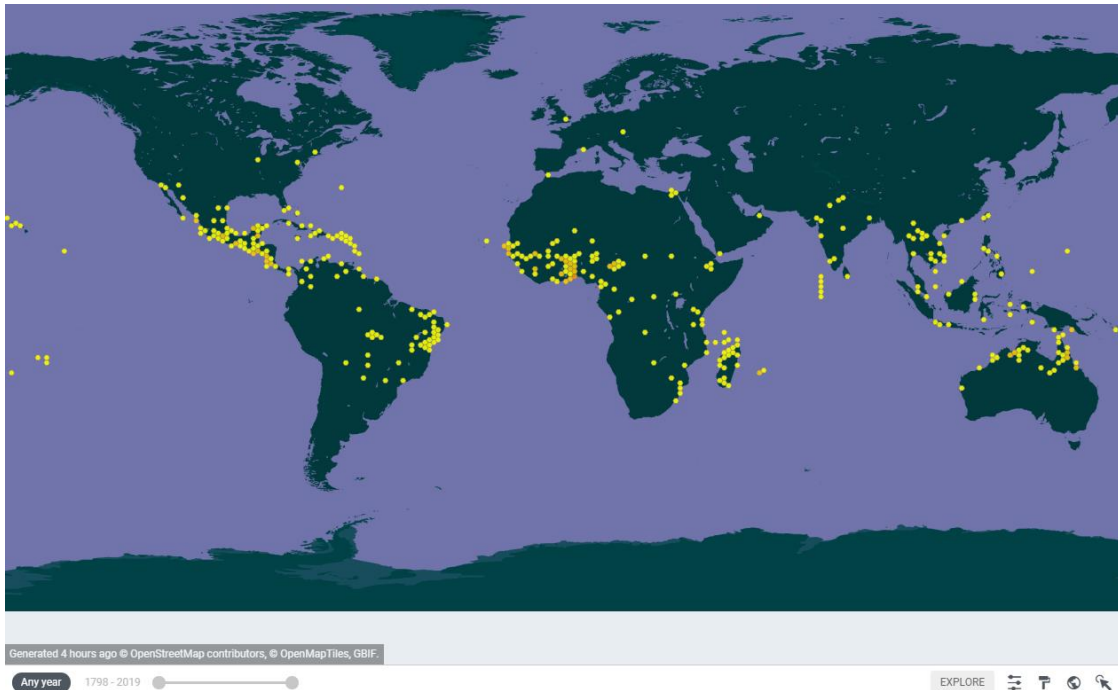 Generated 4 hours ago © OpenStreetMap contributors, © OpenMapTiles, GBIF.
Any year 1798 - 2019 EXPLORE